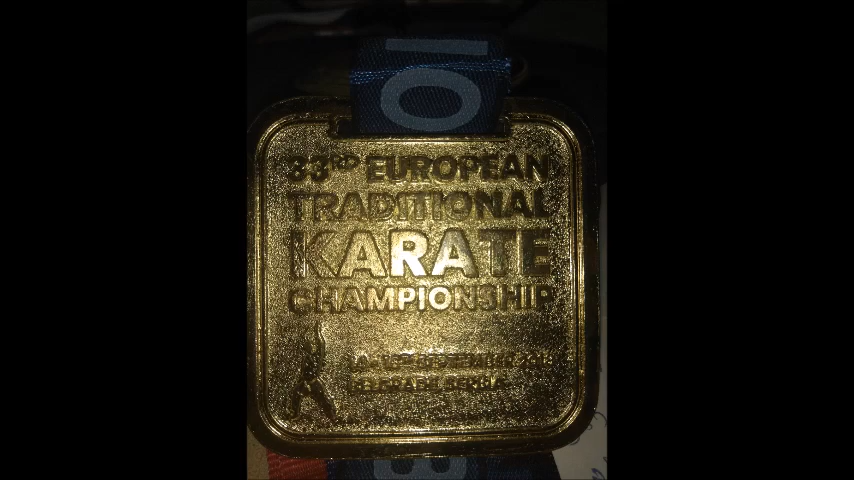 33RD EUROPEAN
TRADITIONAL
KARATE
CHAMPIONSHIP
SEPTEMBER
BELGRADE SERBIA